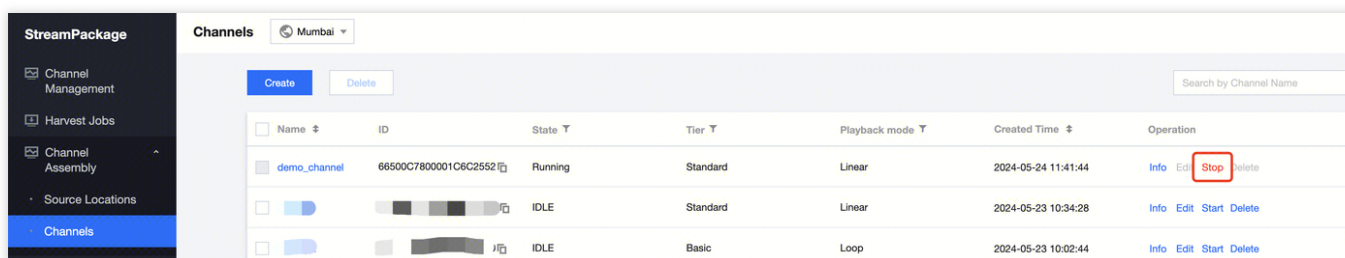 StreamPackage
Channels Mumbai
Channel
Management
Harvest Jobs
Channel
Assembly
Source Locations
Channels
Create Delete Search by Channel Name
Name ID State Tier Playback mode Created Time Operation
demo_channel 66500C7800001C6C2552 Running Standard Linear 2024-05-24 11:41:44 Info Edit Stop Delete
IDLE Standard Linear 2024-05-23 10:34:28 Info Edit Start Delete
IDLE Basic Loop 2024-05-23 10:02:44 Info Edit Start Delete